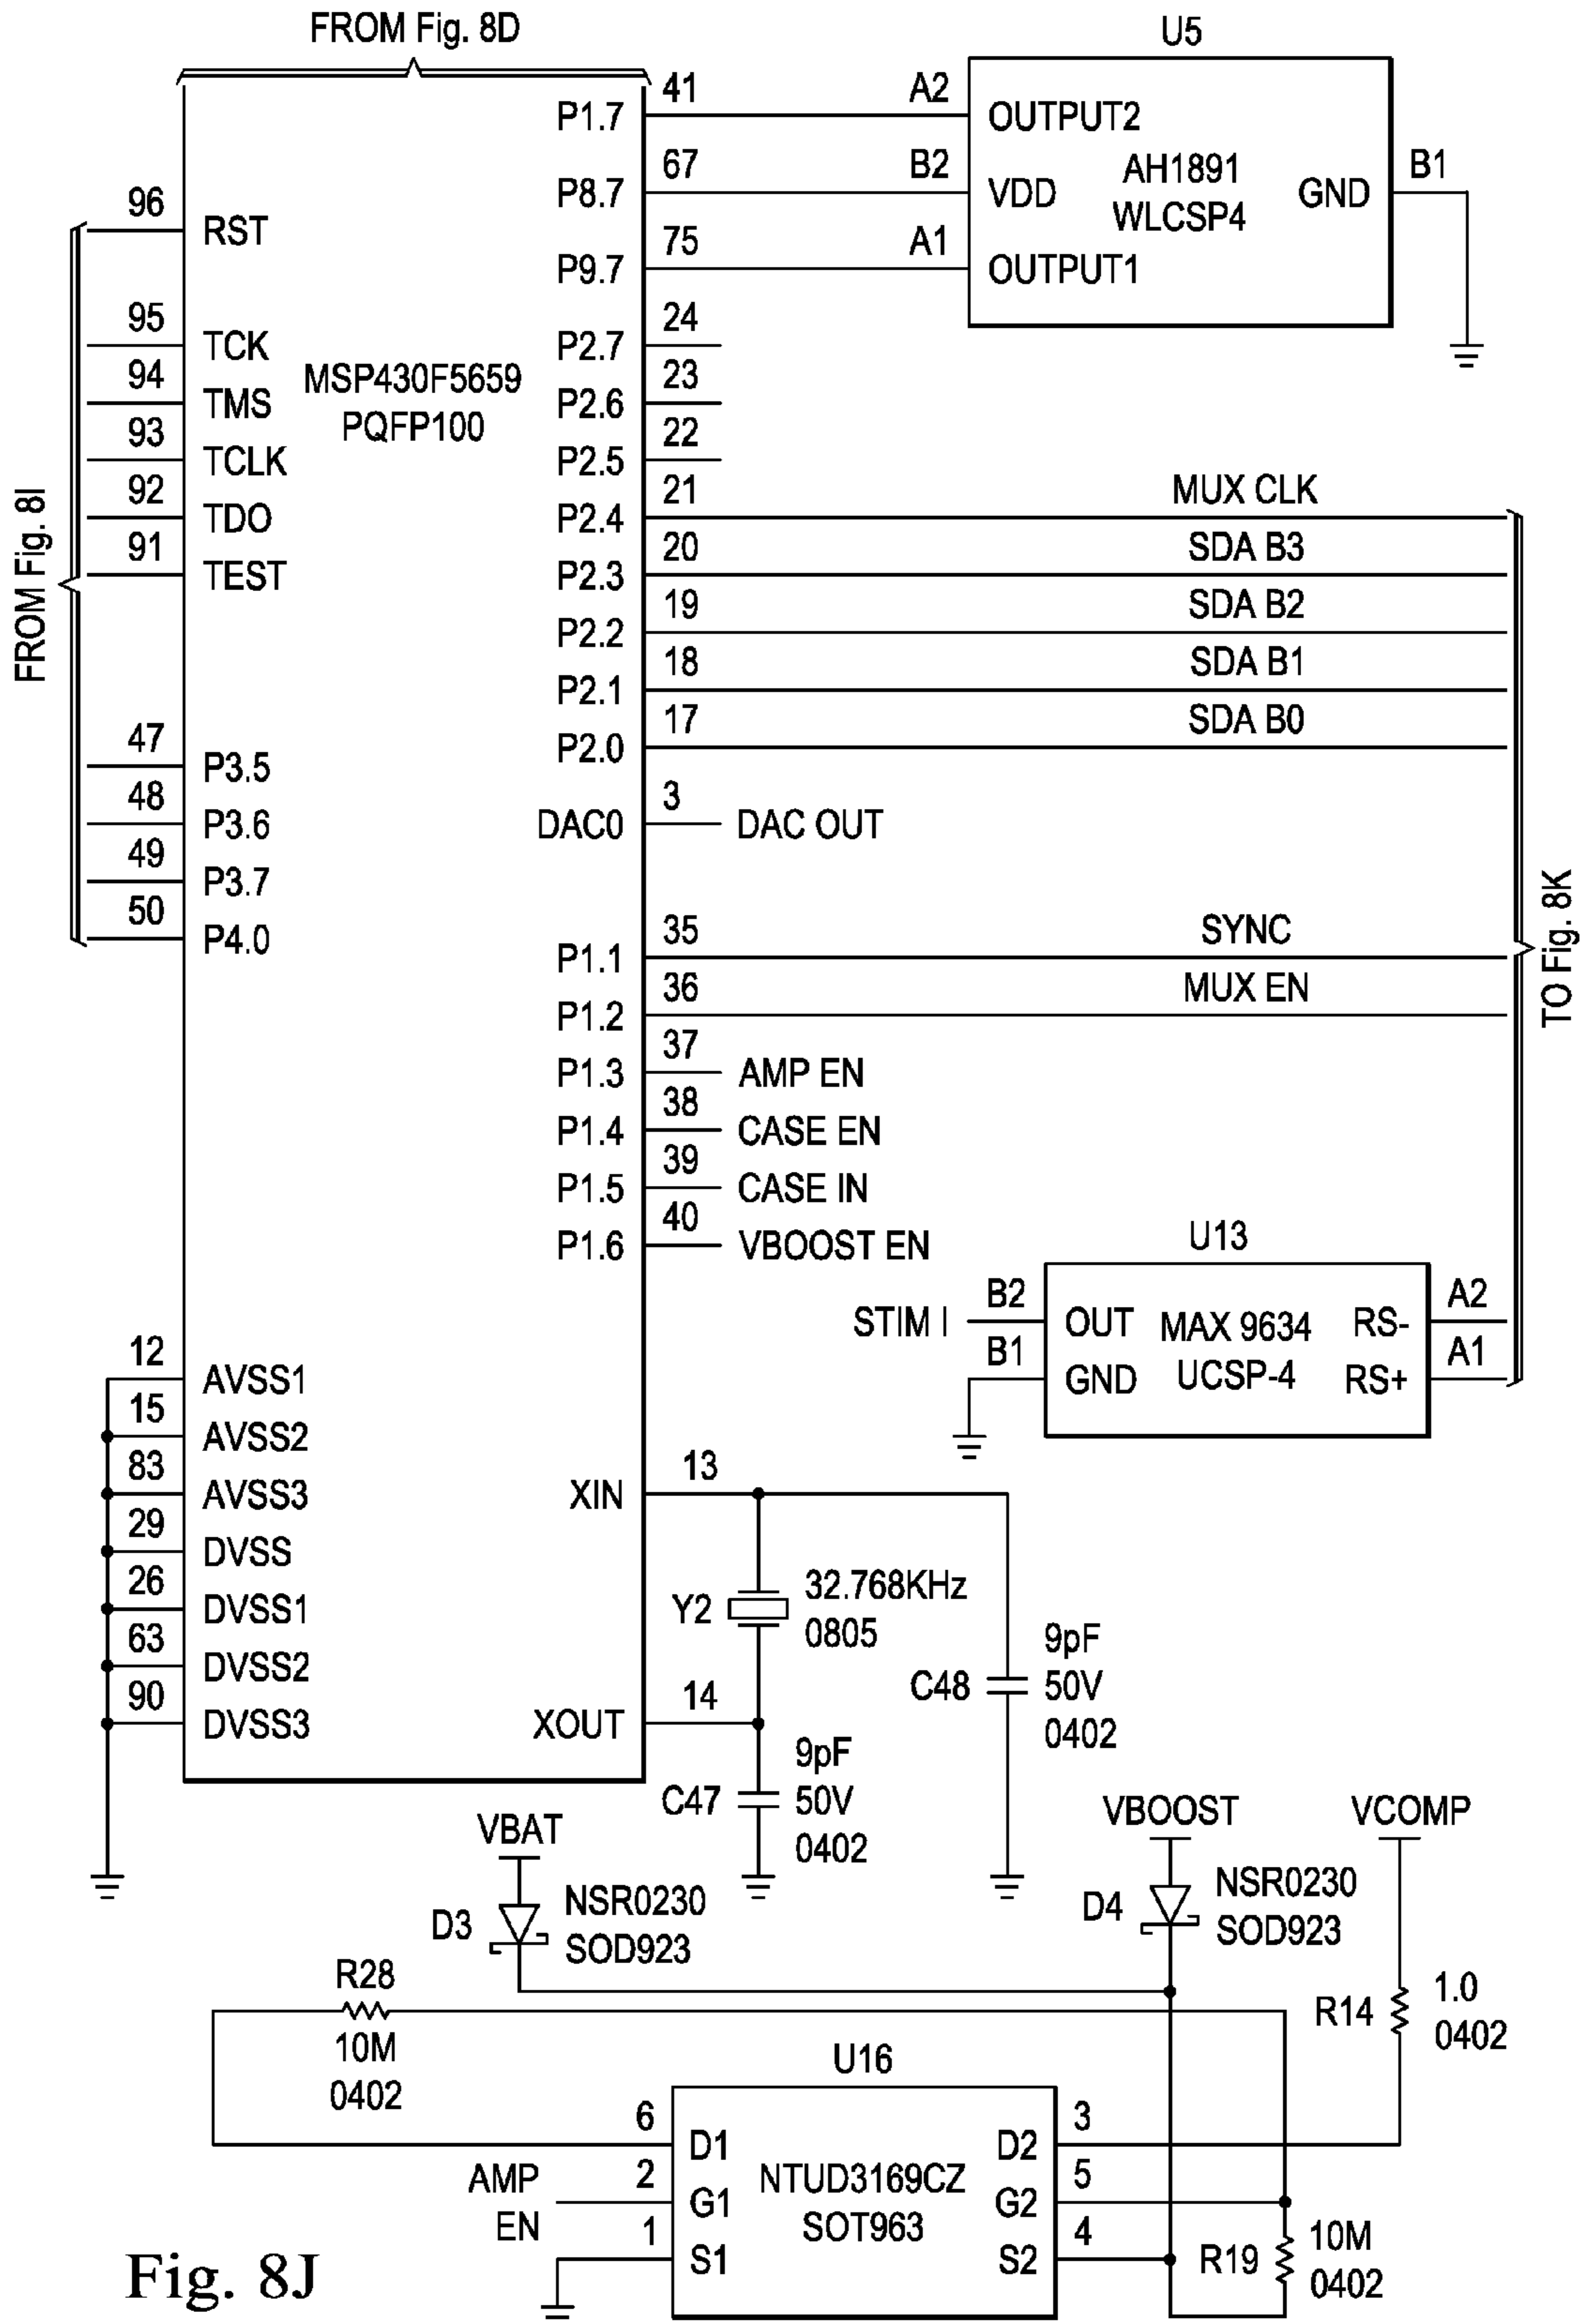 FROM Fig. 8D
FROM Fig. 8I
TO Fig. 8K
MSP430F5659
PQFP100
96 RST
95 TCK
94 TMS
93 TCLK
92 TDO
91 TEST
47 P3.5
48 P3.6
49 P3.7
50 P4.0
12 AVSS1
15 AVSS2
83 AVSS3
29 DVSS
26 DVSS1
63 DVSS2
90 DVSS3
P1.7 41
P8.7 67
P9.7 75
P2.7 24
P2.6 23
P2.5 22
P2.4 21 MUX CLK
P2.3 20 SDA B3
P2.2 19 SDA B2
P2.1 18 SDA B1
P2.0 17 SDA B0
DAC0 3 DAC OUT
P1.1 35 SYNC
P1.2 36 MUX EN
P1.3 37 AMP EN
P1.4 38 CASE EN
P1.5 39 CASE IN
P1.6 40 VBOOST EN
XIN 13
XOUT 14
U5
A2 OUTPUT2
B2 VDD
A1 OUTPUT1
AH1891
WLCSP4
GND B1
U13
STIM I B2 OUT
B1 GND
MAX 9634
UCSP-4
RS- A2
RS+ A1
Y2
32.768KHz
0805
C48
9pF
50V
0402
C47
9pF
50V
0402
VBAT
D3
NSR0230
SOD923
VBOOST
D4
NSR0230
SOD923
VCOMP
R14
1.0
0402
R28
10M
0402
U16
6 D1
AMP
EN
2 G1
1 S1
NTUD3169CZ
SOT963
D2 3
G2 5
S2 4
R19
10M
0402
Fig. 8J